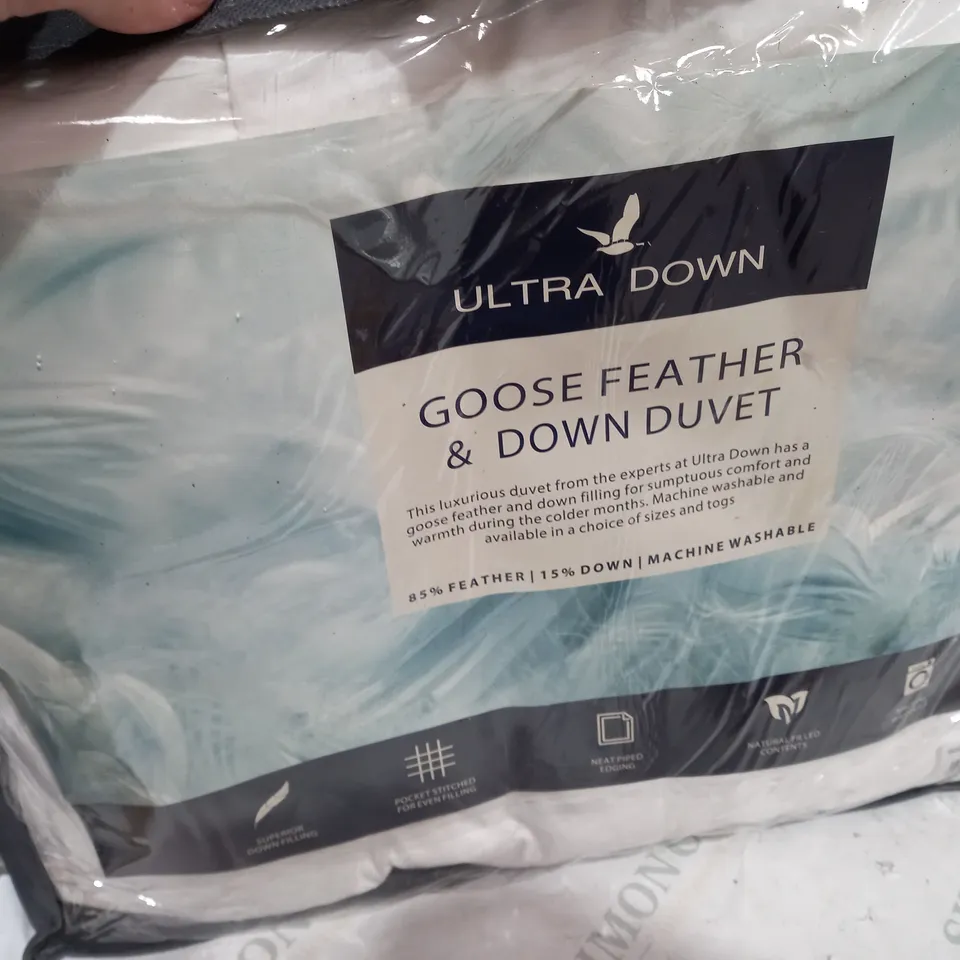 ULTRA DOWN
GOOSE FEATHER
& DOWN DUVET
This luxurious duvet from the experts at Ultra Down has a
goose feather and down filling for sumptuous comfort and
warmth during the colder months. Machine washable and
available in a choice of sizes and togs
85% FEATHER | 15% DOWN | MACHINE WASHABLE
SUPERIOR
DOWN FILLING
POCKET STITCHED
FOR EVEN FILLING
NEAT PIPED
EDGING
NATURAL FILLED
CONTENTS